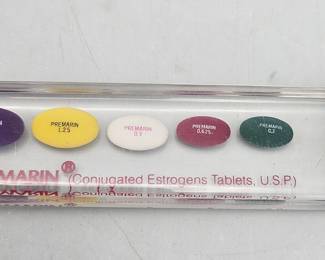 PREMARIN
1.25
PREMARIN
0.9
PREMARIN
0.625
PREMARIN
0.3
MARIN® (Conjugated Estrogens Tablets, U.S.P.)